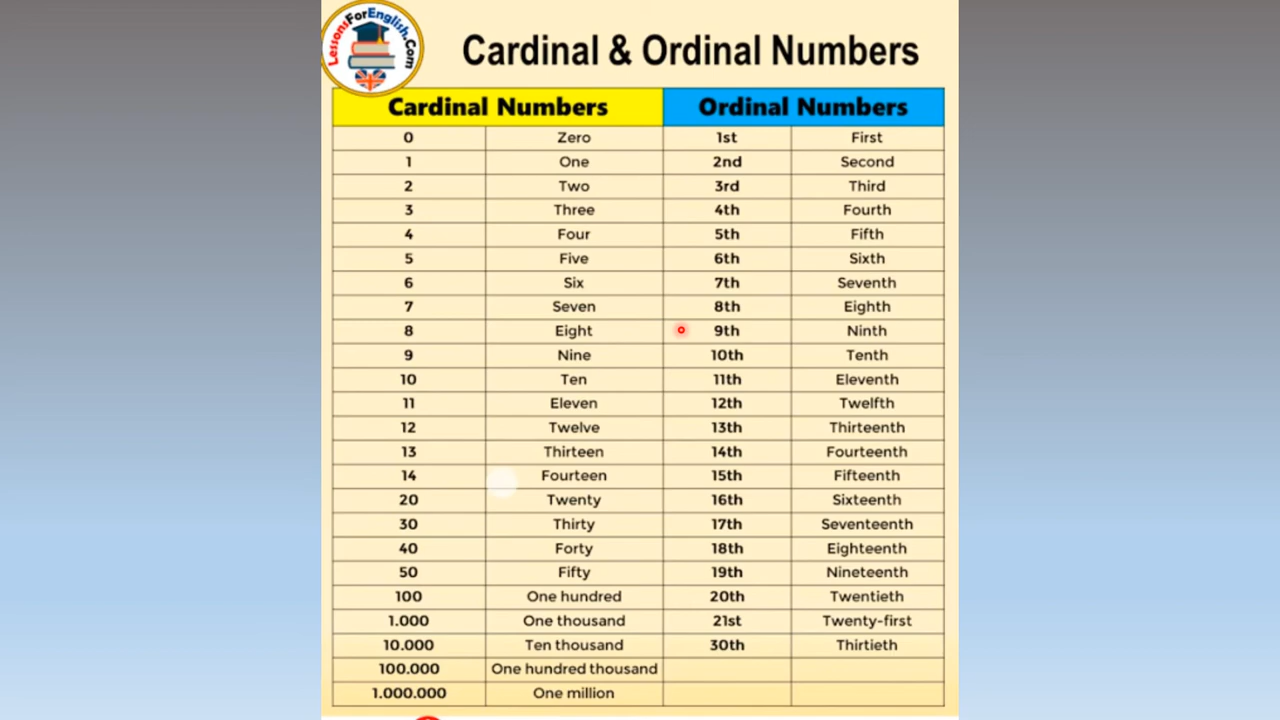 LessonsForEnglish.Com
Cardinal & Ordinal Numbers
Cardinal Numbers Ordinal Numbers
0 Zero 1st First
1 One 2nd Second
2 Two 3rd Third
3 Three 4th Fourth
4 Four 5th Fifth
5 Five 6th Sixth
6 Six 7th Seventh
7 Seven 8th Eighth
8 Eight 9th Ninth
9 Nine 10th Tenth
10 Ten 11th Eleventh
11 Eleven 12th Twelfth
12 Twelve 13th Thirteenth
13 Thirteen 14th Fourteenth
14 Fourteen 15th Fifteenth
20 Twenty 16th Sixteenth
30 Thirty 17th Seventeenth
40 Forty 18th Eighteenth
50 Fifty 19th Nineteenth
100 One hundred 20th Twentieth
1.000 One thousand 21st Twenty-first
10.000 Ten thousand 30th Thirtieth
100.000 One hundred thousand
1.000.000 One million